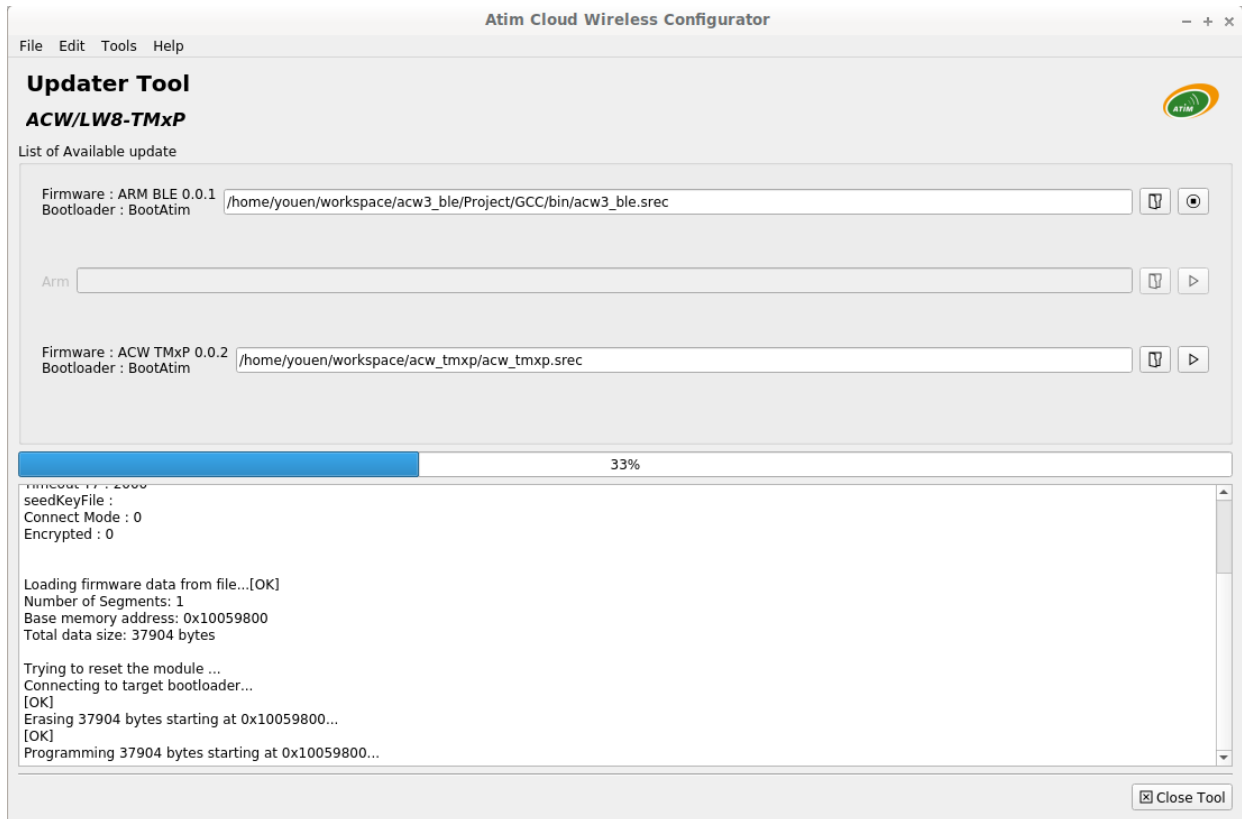 Atim Cloud Wireless Configurator
File Edit Tools Help
Updater Tool
ATIM
ACW/LW8-TMxP
List of Available update
Firmware : ARM BLE 0.0.1
Bootloader : BootAtim
/home/youen/workspace/acw3_ble/Project/GCC/bin/acw3_ble.srec
Arm
Firmware : ACW TMxP 0.0.2
Bootloader : BootAtim
/home/youen/workspace/acw_tmxp/acw_tmxp.srec
33%
Timeout T7 : 2000
seedKeyFile :
Connect Mode : 0
Encrypted : 0
Loading firmware data from file...[OK]
Number of Segments: 1
Base memory address: 0x10059800
Total data size: 37904 bytes
Trying to reset the module ...
Connecting to target bootloader...
[OK]
Erasing 37904 bytes starting at 0x10059800...
[OK]
Programming 37904 bytes starting at 0x10059800...
Close Tool